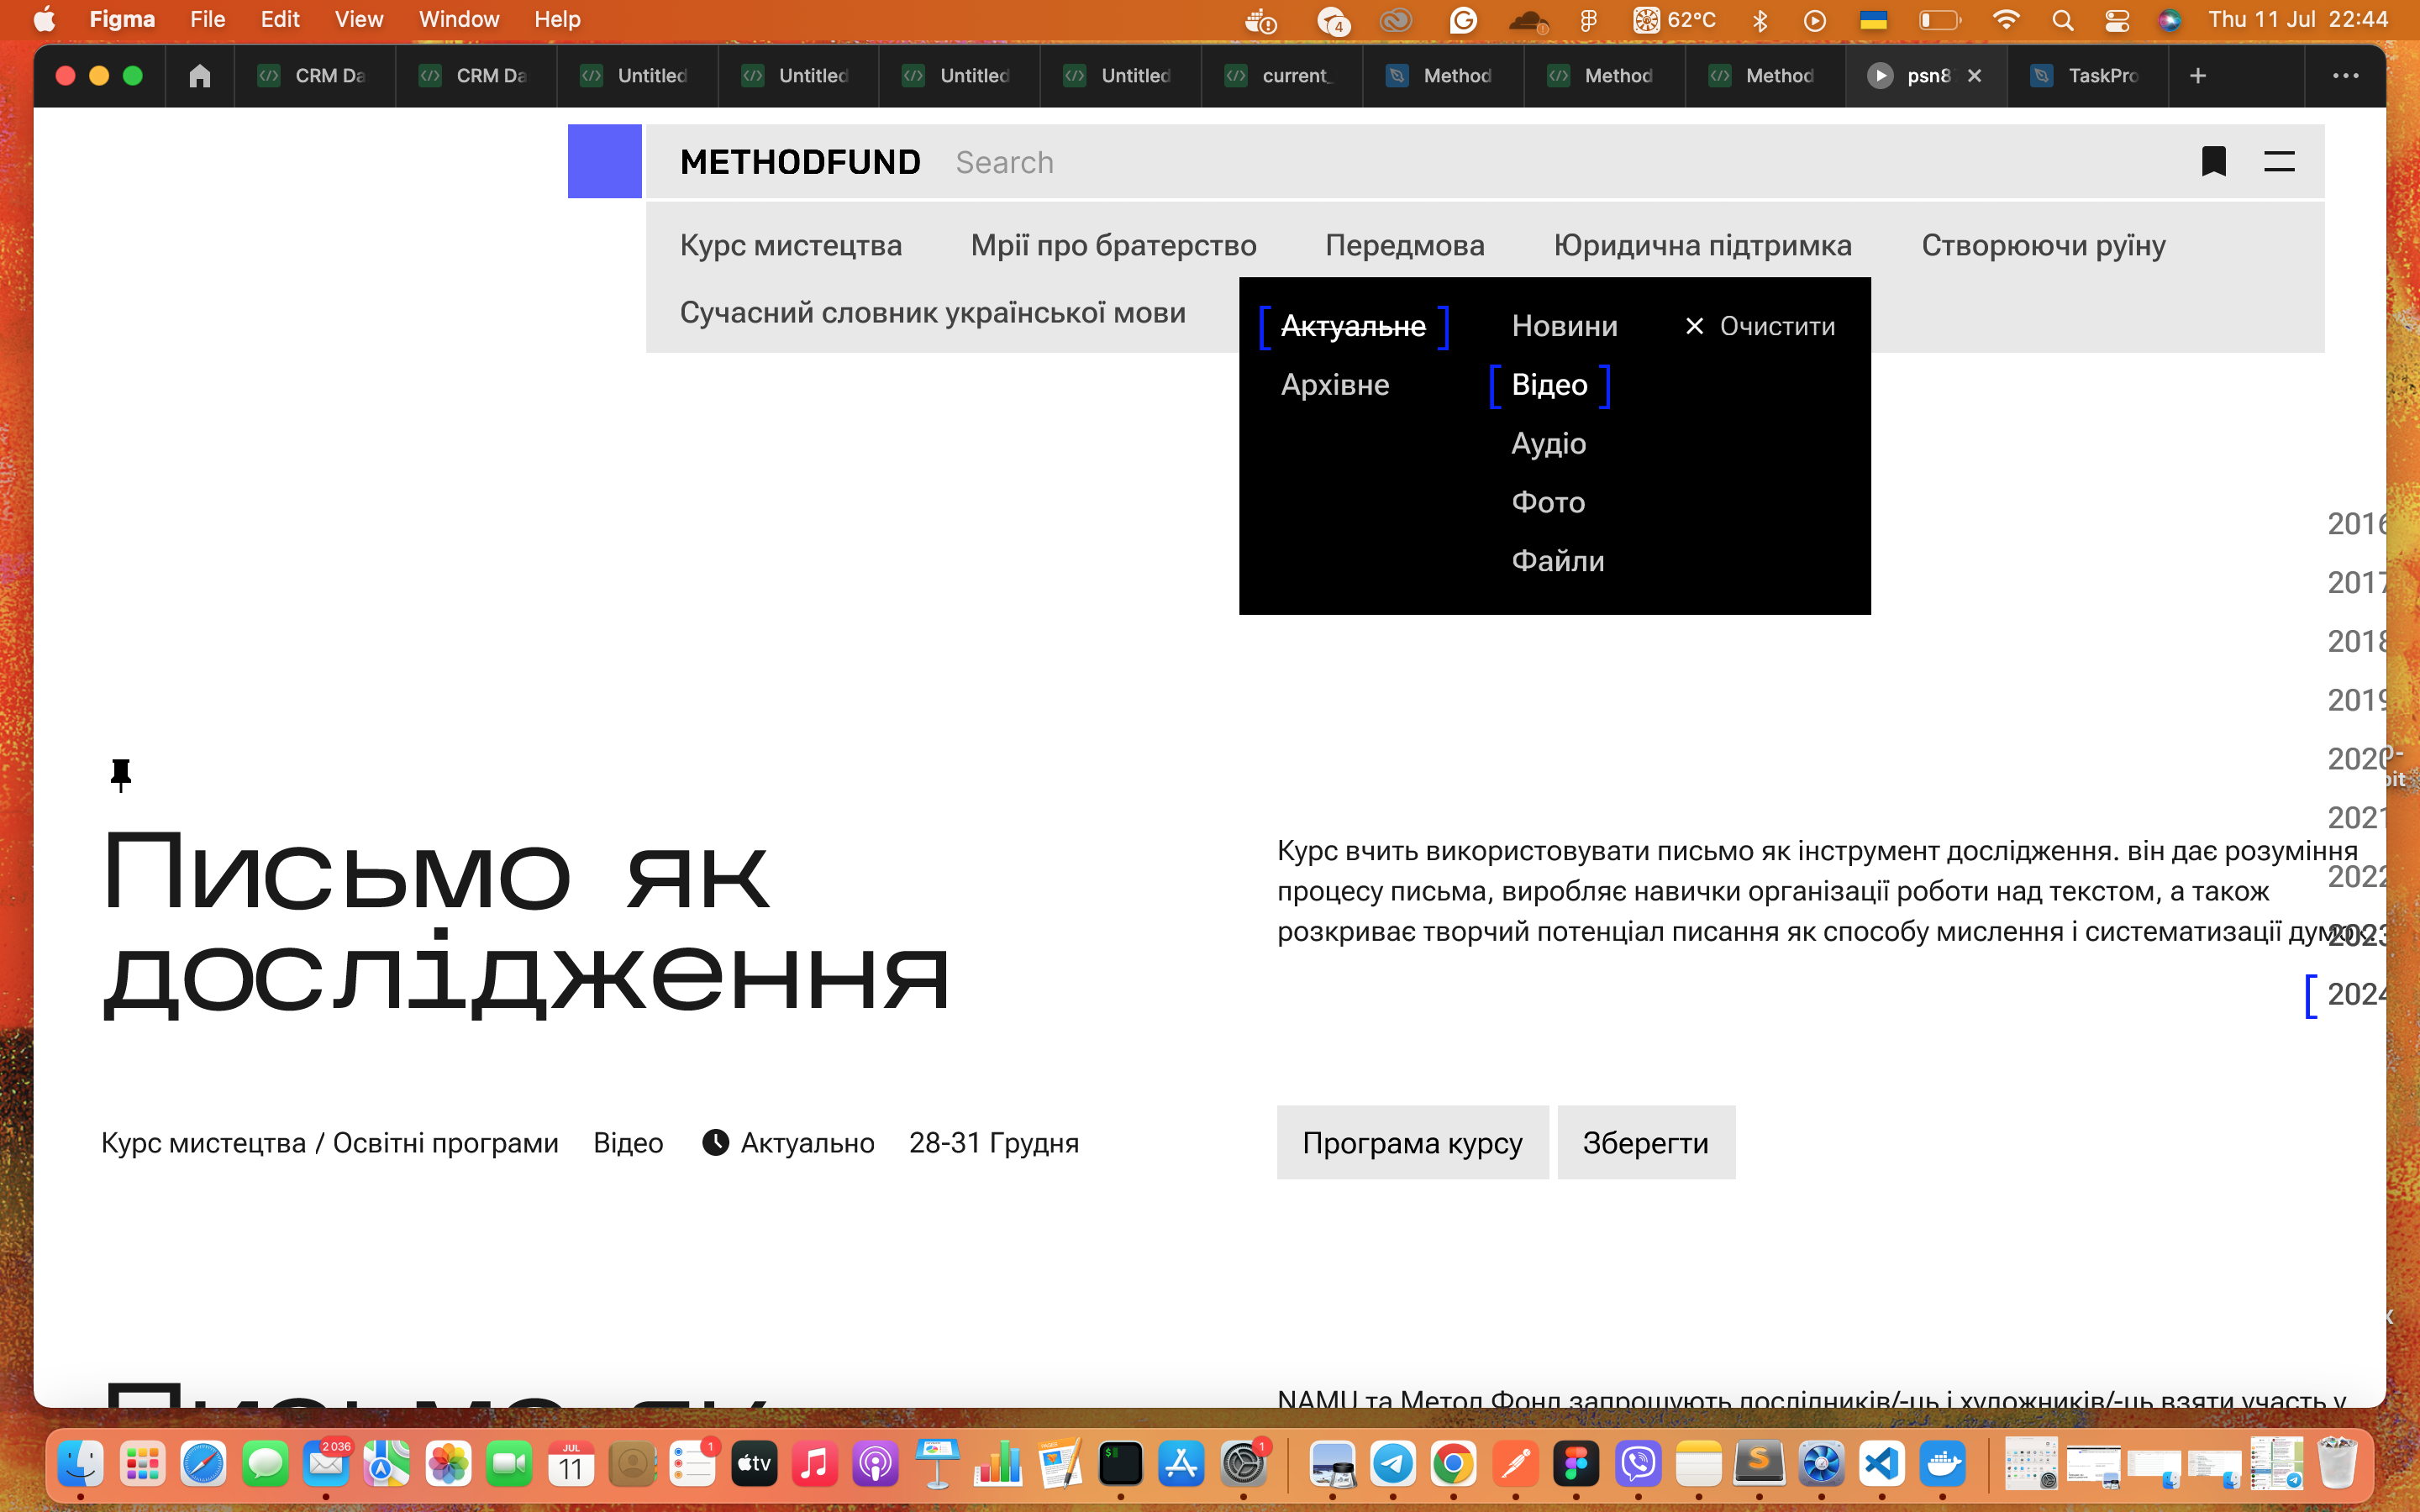 Figma File Edit View Window Help 4 62°C Thu 11 Jul 22:44
CRM Da CRM Da Untitled Untitled Untitled Untitled current_ Method Method Method psn8 TaskPro
METHODFUND Search
Курс мистецтва Мрії про братерство Передмова Юридична підтримка Створюючи руїну
Сучасний словник української мови
Актуальне Новини Очистити
Архівне Відео
Аудіо
Фото
Файли
2016
2017
2018
2019
2020
2021
2022
2023
2024
Письмо як
дослідження
Курс вчить використовувати письмо як інструмент дослідження. він дає розуміння
процесу письма, виробляє навички організації роботи над текстом, а також
розкриває творчий потенціал писання як способу мислення і систематизації думок.
Курс мистецтва / Освітні програми Відео Актуально 28-31 Грудня
Програма курсу Зберегти
Письмо як
NAMU та Метод Фонд запрошують дослідників/-ць і художників/-ць взяти участь у
2 036 JUL 11 1 tv 1